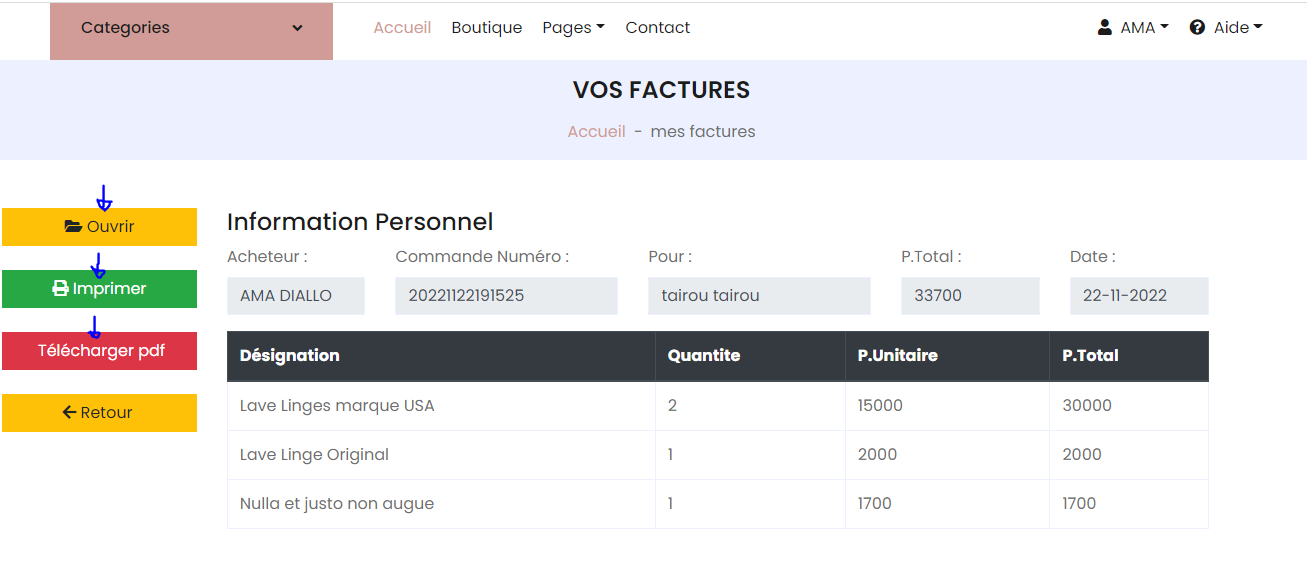 Categories Accueil Boutique Pages Contact AMA Aide
VOS FACTURES
Accueil - mes factures
Ouvrir
Imprimer
Télécharger pdf
Retour
Information Personnel
Acheteur : Commande Numéro : Pour : P.Total : Date :
AMA DIALLO 20221122191525 tairou tairou 33700 22-11-2022
Désignation Quantite P.Unitaire P.Total
Lave Linges marque USA 2 15000 30000
Lave Linge Original 1 2000 2000
Nulla et justo non augue 1 1700 1700